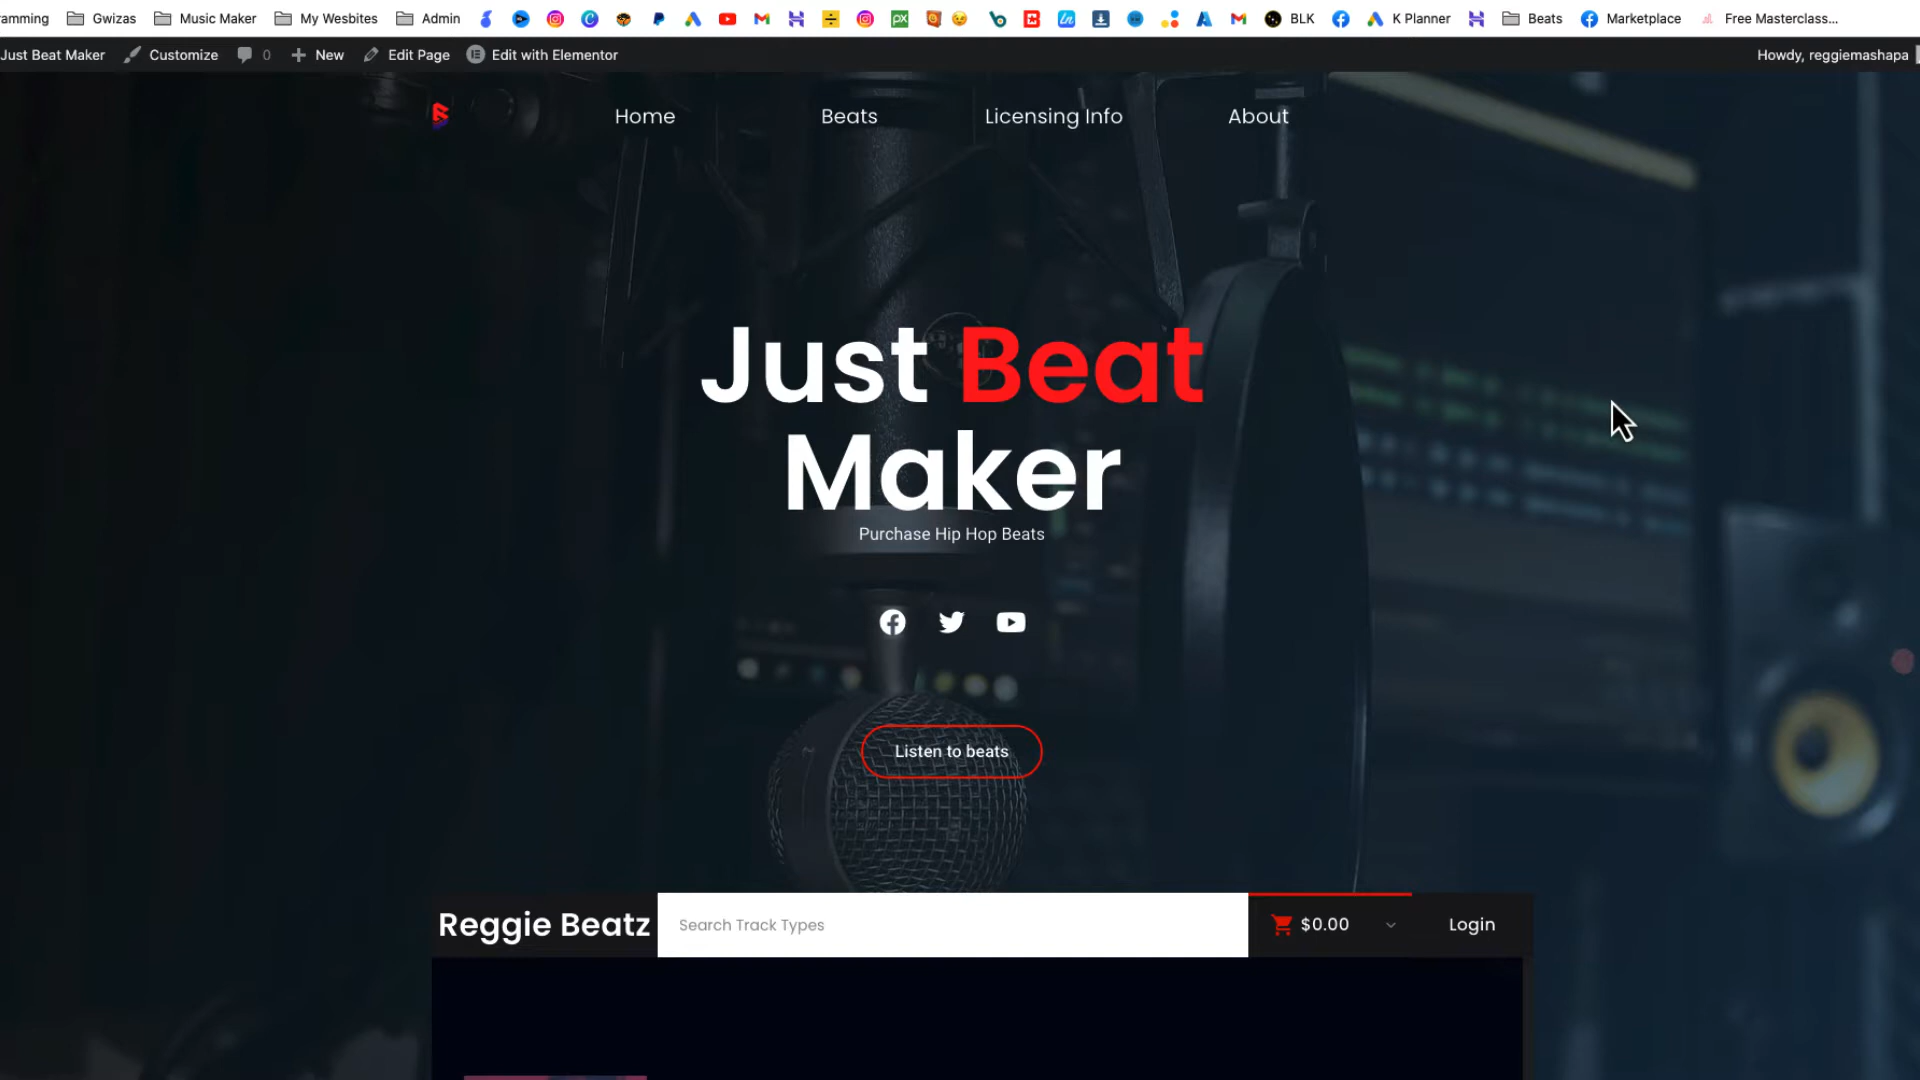 ramming Gwizas Music Maker My Wesbites Admin BLK K Planner Beats Marketplace Free Masterclass...
Just Beat Maker Customize 0 New Edit Page Edit with Elementor Howdy, reggiemashapa
Home Beats Licensing Info About
Just Beat
Maker
Purchase Hip Hop Beats
Listen to beats
Reggie Beatz Search Track Types $0.00 Login